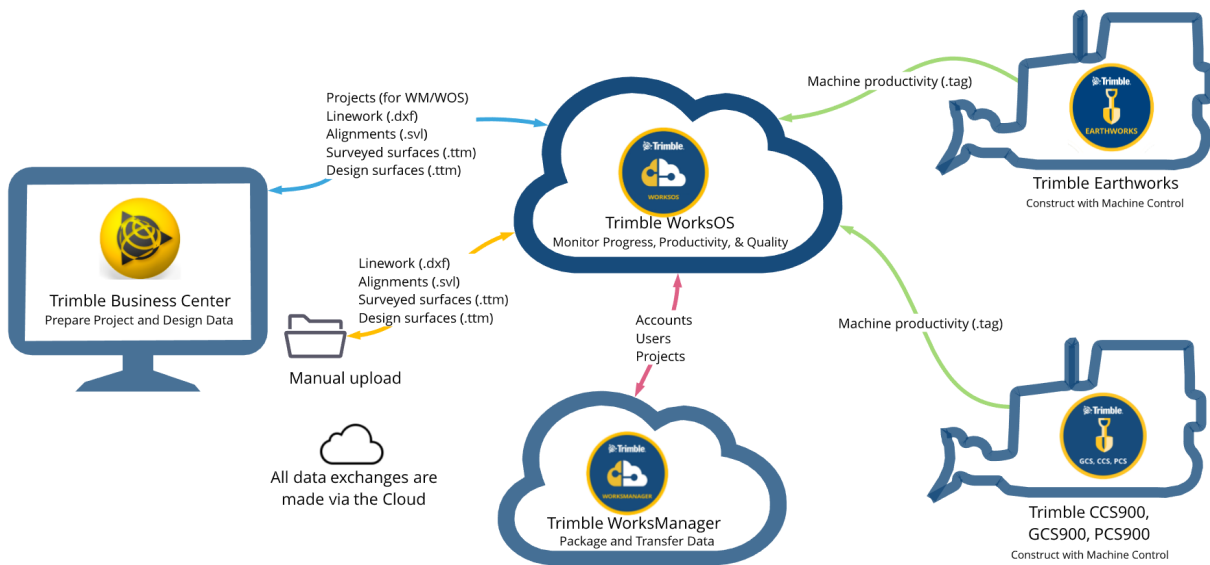 Projects (for WM/WOS)
Linework (.dxf)
Alignments (.svl)
Surveyed surfaces (.ttm)
Design surfaces (.ttm)
Trimble Business Center
Prepare Project and Design Data
Linework (.dxf)
Alignments (.svl)
Surveyed surfaces (.ttm)
Design surfaces (.ttm)
Manual upload
All data exchanges are
made via the Cloud
Trimble
WORKSOS
Trimble WorksOS
Monitor Progress, Productivity, & Quality
Accounts
Users
Projects
Trimble
WORKSMANAGER
Trimble WorksManager
Package and Transfer Data
Machine productivity (.tag)
Trimble
EARTHWORKS
Trimble Earthworks
Construct with Machine Control
Machine productivity (.tag)
Trimble
GCS, CCS, PCS
Trimble CCS900,
GCS900, PCS900
Construct with Machine Control